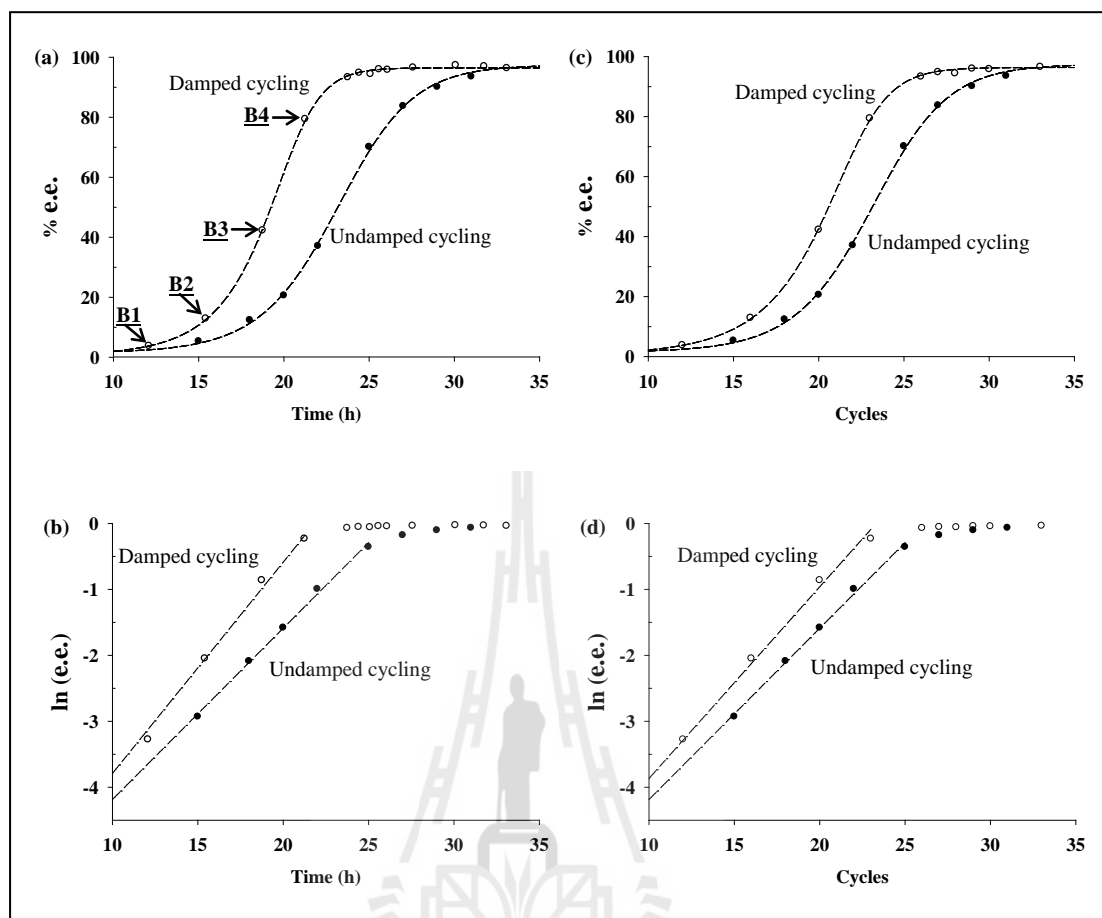 (a)
100
80
60
40
20
0
% e.e.
Damped cycling
B4
B3
B2
B1
Undamped cycling
10 15 20 25 30 35
Time (h)
(c)
100
80
60
40
20
0
% e.e.
Damped cycling
Undamped cycling
10 15 20 25 30 35
Cycles
(b)
0
-1
-2
-3
-4
ln (e.e.)
Damped cycling
Undamped cycling
10 15 20 25 30 35
Time (h)
(d)
0
-1
-2
-3
-4
ln (e.e.)
Damped cycling
Undamped cycling
10 15 20 25 30 35
Cycles